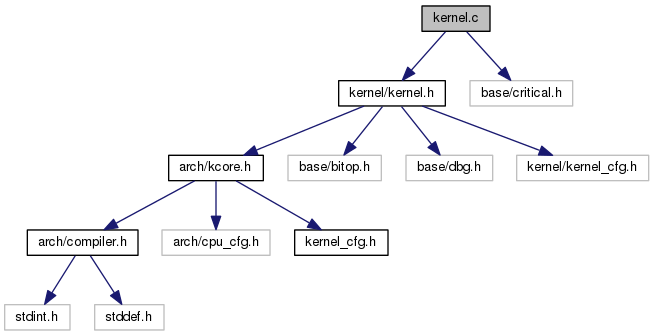 kernel.c
kernel/kernel.h
base/critical.h
arch/kcore.h
base/bitop.h
base/dbg.h
kernel/kernel_cfg.h
arch/compiler.h
arch/cpu_cfg.h
kernel_cfg.h
stdint.h
stddef.h